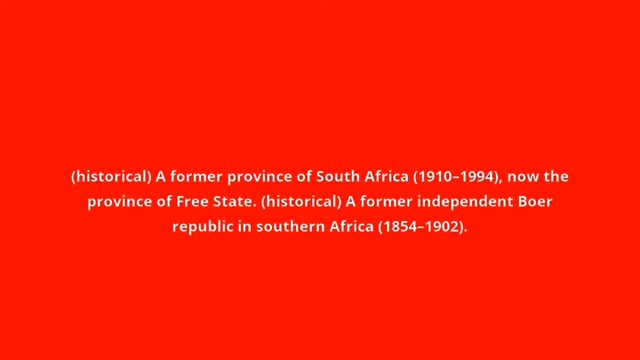 (historical) A former province of South Africa (1910–1994), now the
province of Free State. (historical) A former independent Boer
republic in southern Africa (1854–1902).